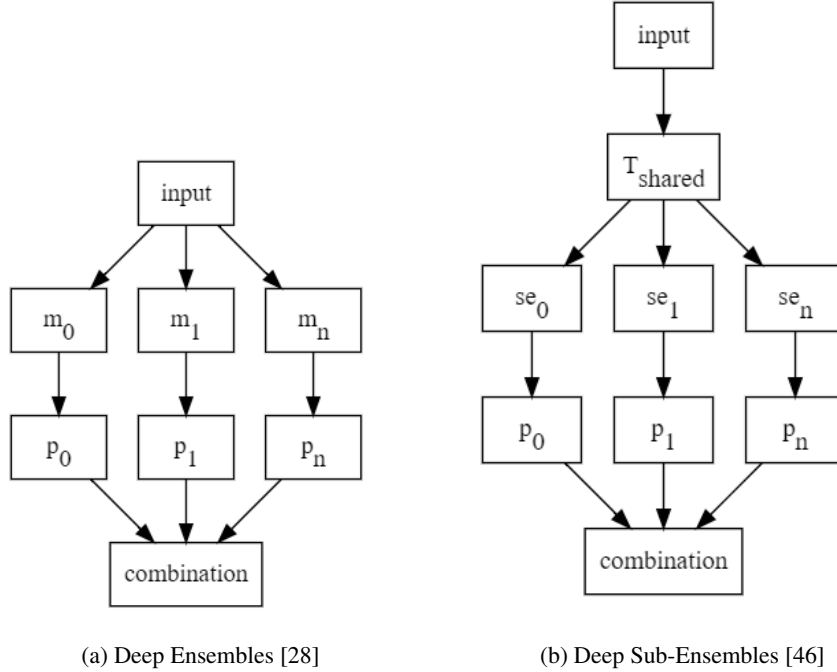 input
m_0 m_1 m_n
p_0 p_1 p_n
combination
(a) Deep Ensembles [28]
input
T_shared
se_0 se_1 se_n
p_0 p_1 p_n
combination
(b) Deep Sub-Ensembles [46]